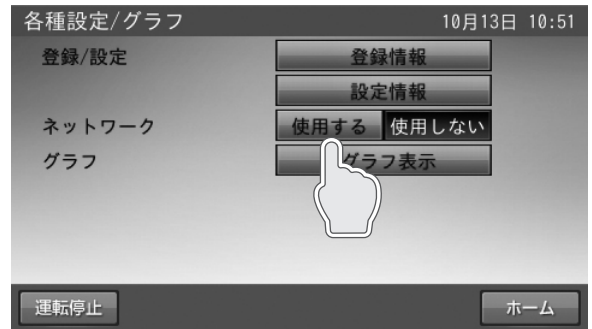 各種設定/グラフ 10月13日 10:51
登録/設定 登録情報
設定情報
ネットワーク 使用する 使用しない
グラフ グラフ表示
運転停止 ホーム